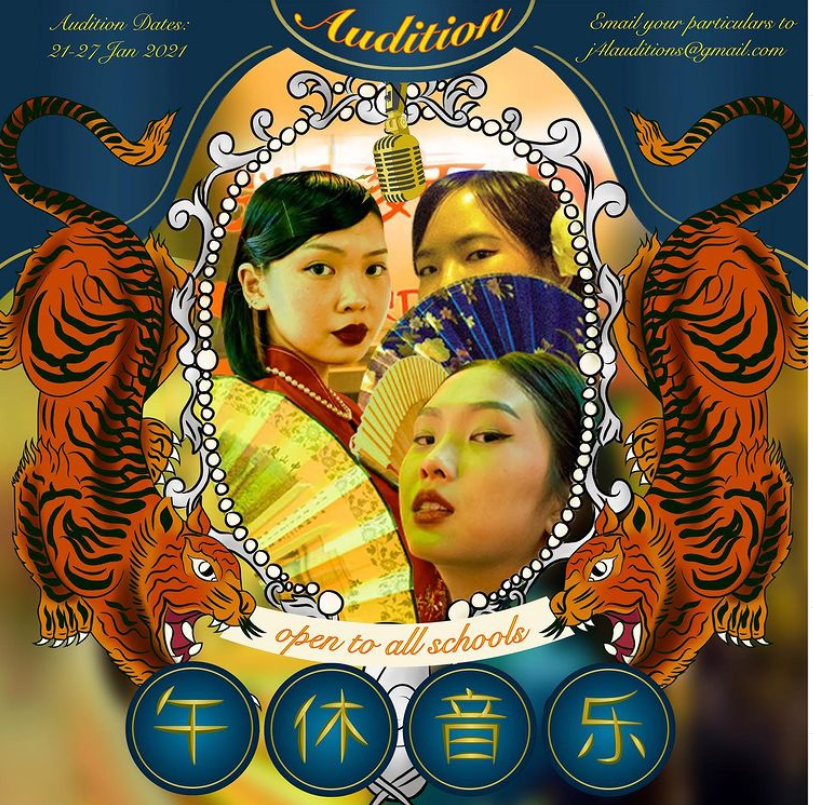 Audition
Audition Dates:
21-27 Jan 2021
Email your particulars to
j4lauditions@gmail.com
open to all schools
午休音乐